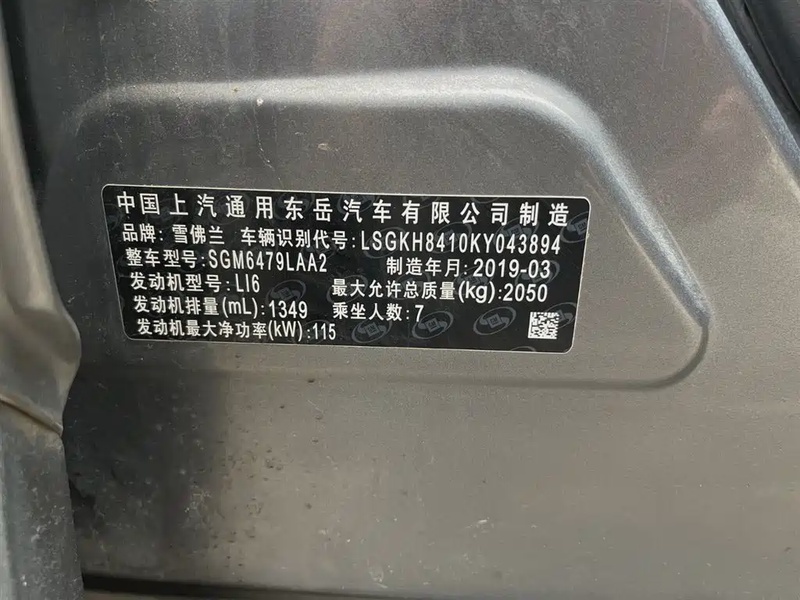 中国上汽通用东岳汽车有限公司制造
品牌: 雪佛兰 车辆识别代号: LSGKH8410KY043894
整车型号: SGM6479LAA2 制造年月: 2019-03
发动机型号: LI6 最大允许总质量(kg): 2050
发动机排量(mL): 1349 乘坐人数: 7
发动机最大净功率(kW): 115